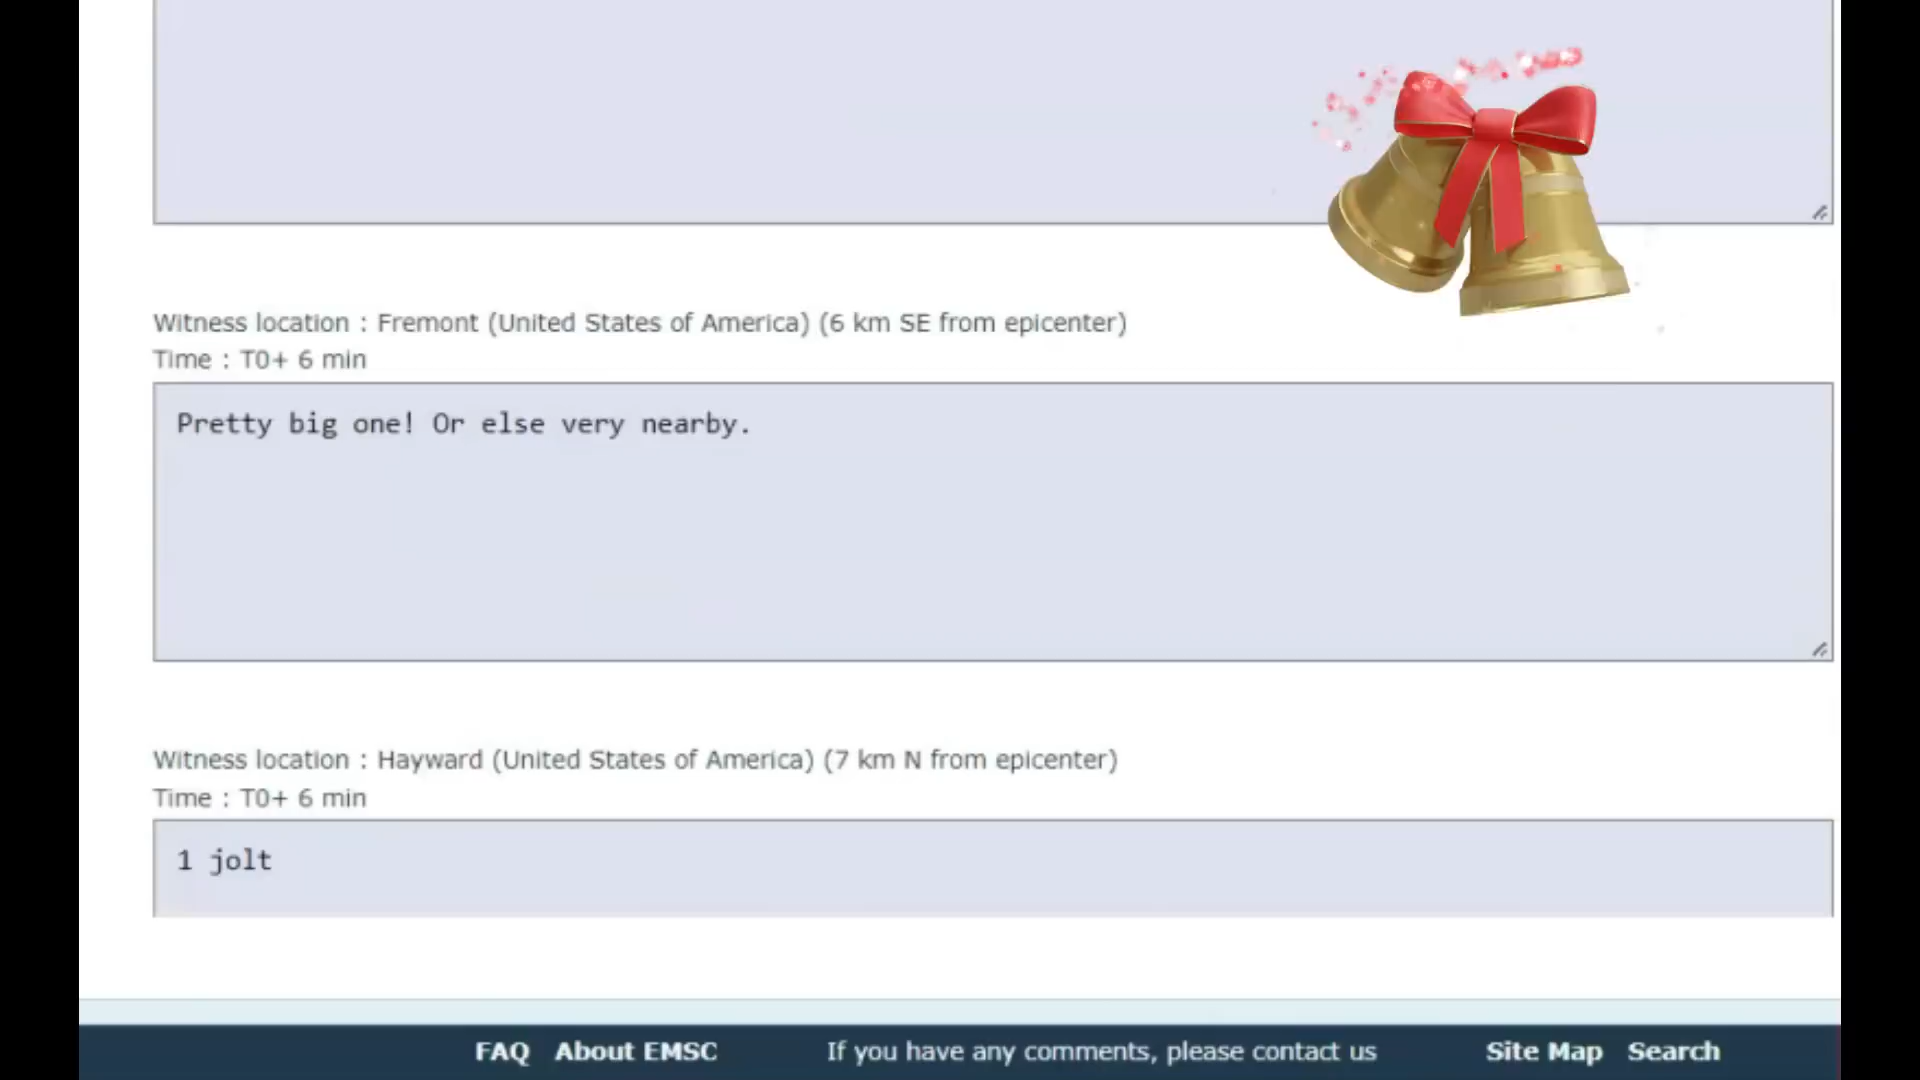 Witness location : Fremont (United States of America) (6 km SE from epicenter)
Time : T0+ 6 min
Pretty big one! Or else very nearby.
Witness location : Hayward (United States of America) (7 km N from epicenter)
Time : T0+ 6 min
1 jolt
FAQ About EMSC If you have any comments, please contact us Site Map Search